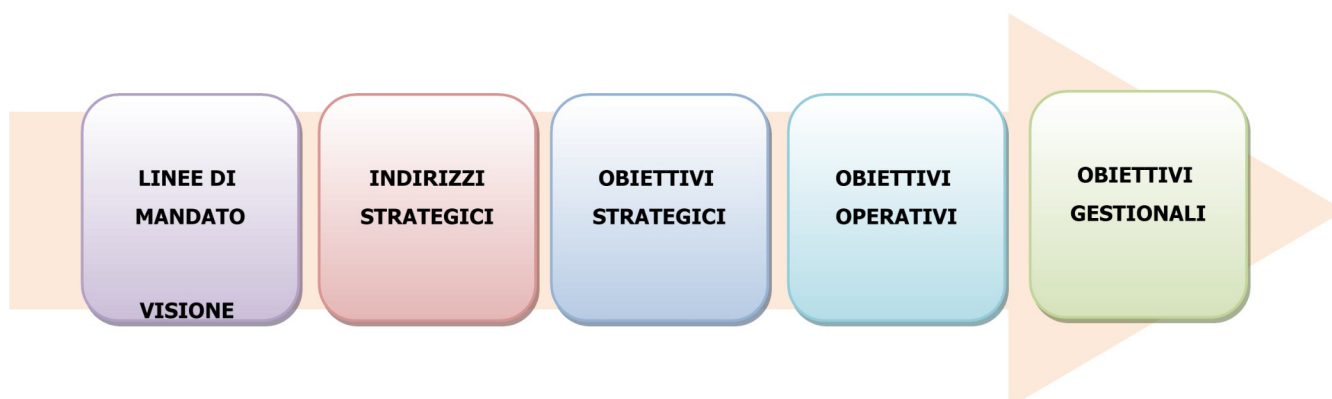 LINEE DI
MANDATO
VISIONE
INDIRIZZI
STRATEGICI
OBIETTIVI
STRATEGICI
OBIETTIVI
OPERATIVI
OBIETTIVI
GESTIONALI